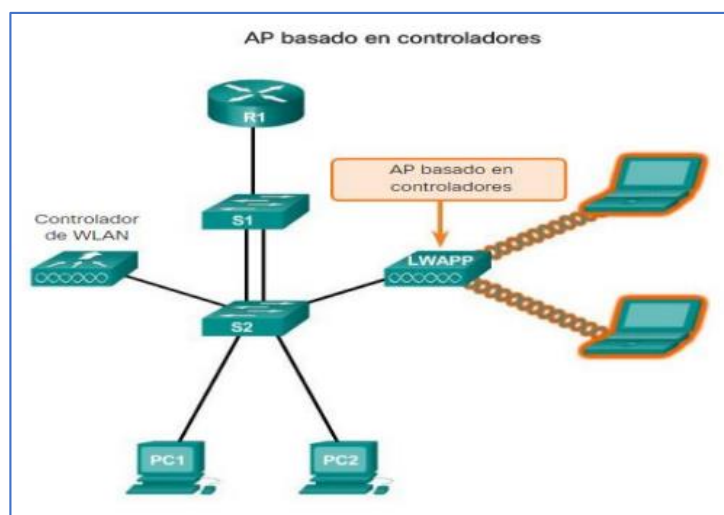 AP basado en controladores
R1
AP basado en
controladores
S1
Controlador
de WLAN
LWAPP
S2
PC1
PC2